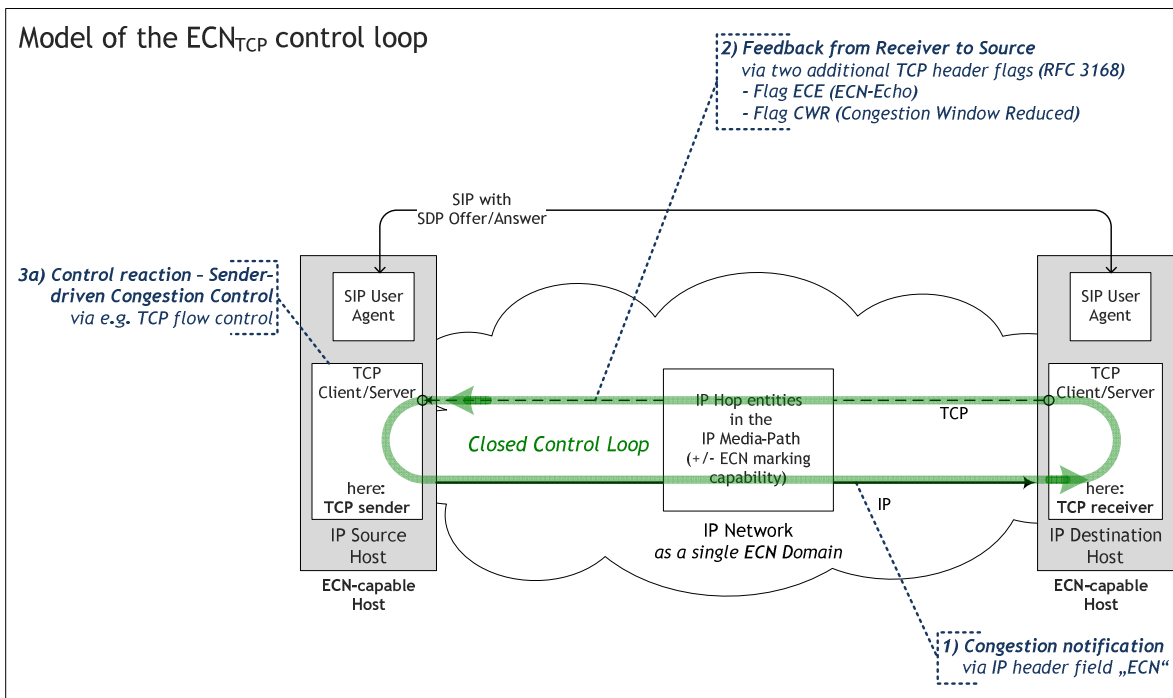 Model of the ECNTCP control loop
2) Feedback from Receiver to Source
via two additional TCP header flags (RFC 3168)
- Flag ECE (ECN-Echo)
- Flag CWR (Congestion Window Reduced)
SIP with
SDP Offer/Answer
3a) Control reaction – Sender-
driven Congestion Control
via e.g. TCP flow control
SIP User
Agent
SIP User
Agent
TCP
Client/Server
TCP
Client/Server
IP Hop entities
in the
IP Media-Path
(+/- ECN marking
capability)
TCP
Closed Control Loop
here:
TCP sender
IP
here:
TCP receiver
IP Source
Host
IP Network
as a single ECN Domain
IP Destination
Host
ECN-capable
Host
ECN-capable
Host
1) Congestion notification
via IP header field „ECN“